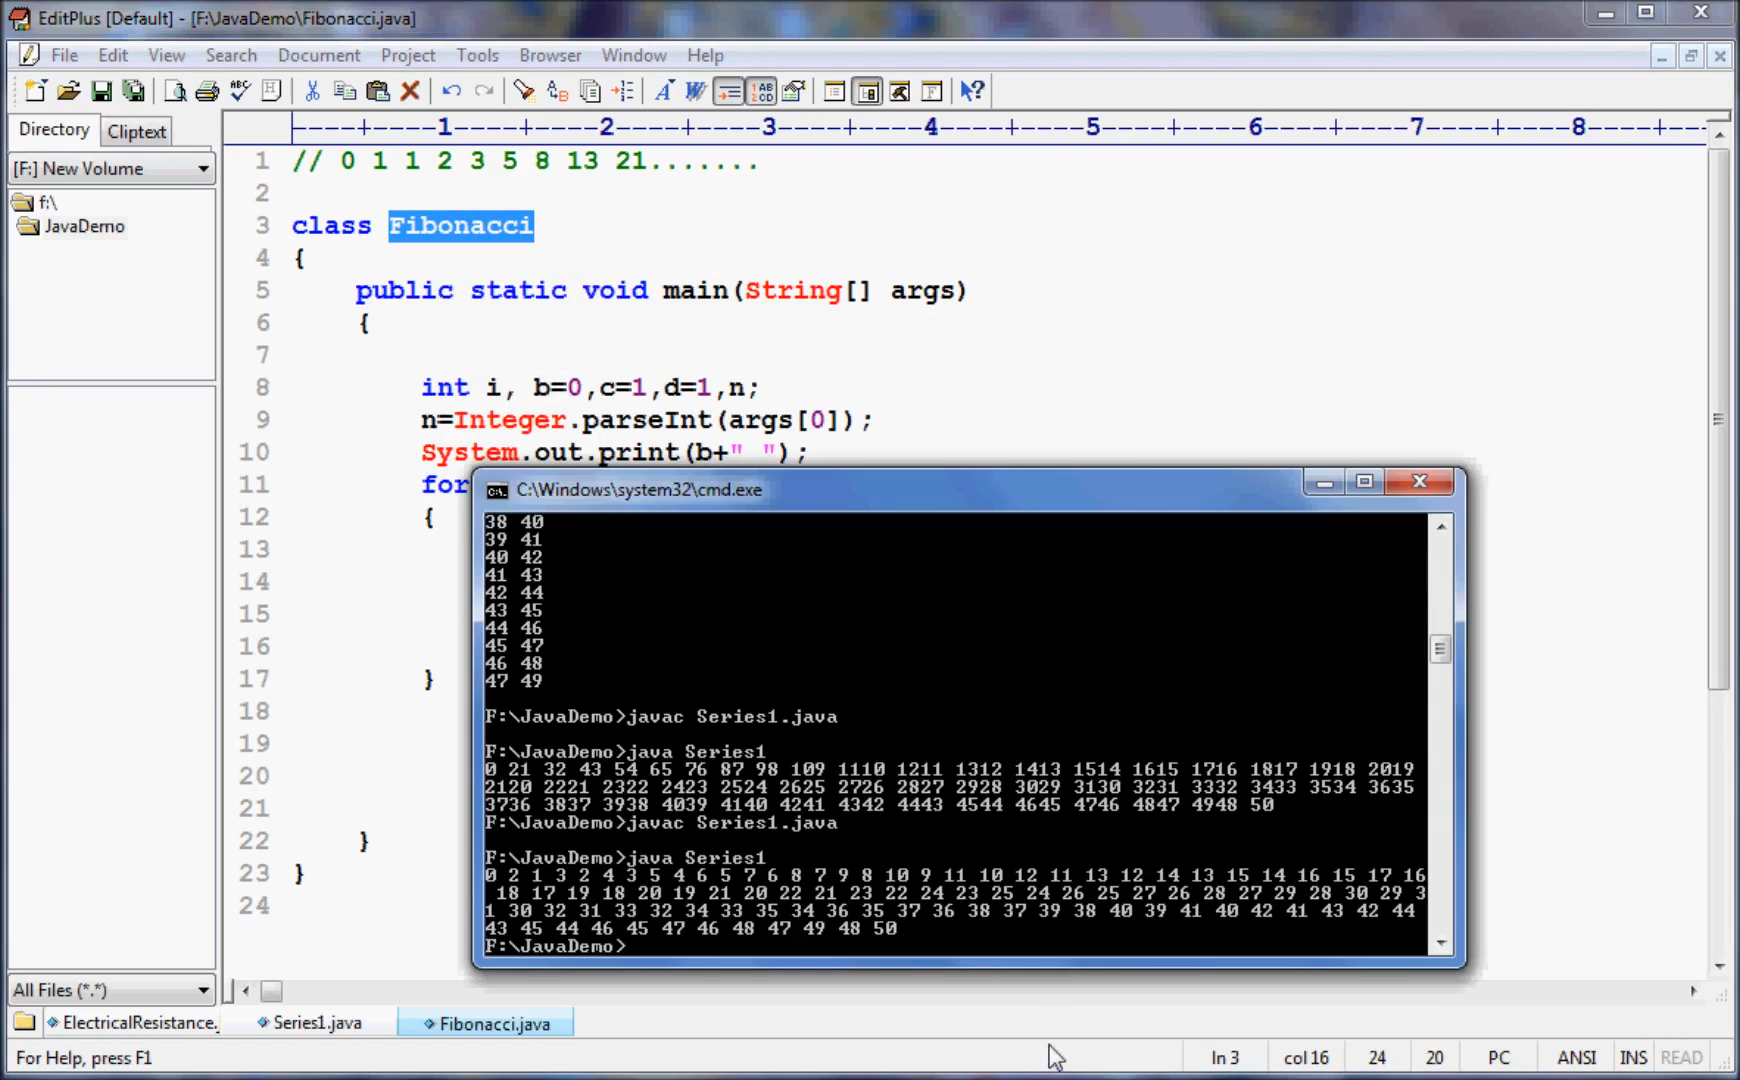 EditPlus [Default] - [F:\JavaDemo\Fibonacci.java]
File Edit View Search Document Project Tools Browser Window Help
Directory Cliptext
[F:] New Volume
f:\
JavaDemo
----+----1----+----2----+----3----+----4----+----5----+----6----+----7----+----8----+--
1 // 0 1 1 2 3 5 8 13 21.......
2
3 class Fibonacci
4 {
5 public static void main(String[] args)
6 {
7
8 int i, b=0,c=1,d=1,n;
9 n=Integer.parseInt(args[0]);
10 System.out.print(b+" ");
11 for
12 {
13
14
15
16
17 }
18
19
20
21
22 }
23 }
24
C:\Windows\system32\cmd.exe
38 40
39 41
40 42
41 43
42 44
43 45
44 46
45 47
46 48
47 49
F:\JavaDemo>javac Series1.java
F:\JavaDemo>java Series1
0 21 32 43 54 65 76 87 98 109 1110 1211 1312 1413 1514 1615 1716 1817 1918 2019
2120 2221 2322 2423 2524 2625 2726 2827 2928 3029 3130 3231 3332 3433 3534 3635
3736 3837 3938 4039 4140 4241 4342 4443 4544 4645 4746 4847 4948 50
F:\JavaDemo>javac Series1.java
F:\JavaDemo>java Series1
0 2 1 3 2 4 3 5 4 6 5 7 6 8 7 9 8 10 9 11 10 12 11 13 12 14 13 15 14 16 15 17 16
18 17 19 18 20 19 21 20 22 21 23 22 24 23 25 24 26 25 27 26 28 27 29 28 30 29 3
1 30 32 31 33 32 34 33 35 34 36 35 37 36 38 37 39 38 40 39 41 40 42 41 43 42 44
43 45 44 46 45 47 46 48 47 49 48 50
F:\JavaDemo>
All Files (*.*)
ElectricalResistance. Series1.java Fibonacci.java
For Help, press F1 ln 3 col 16 24 20 PC ANSI INS READ